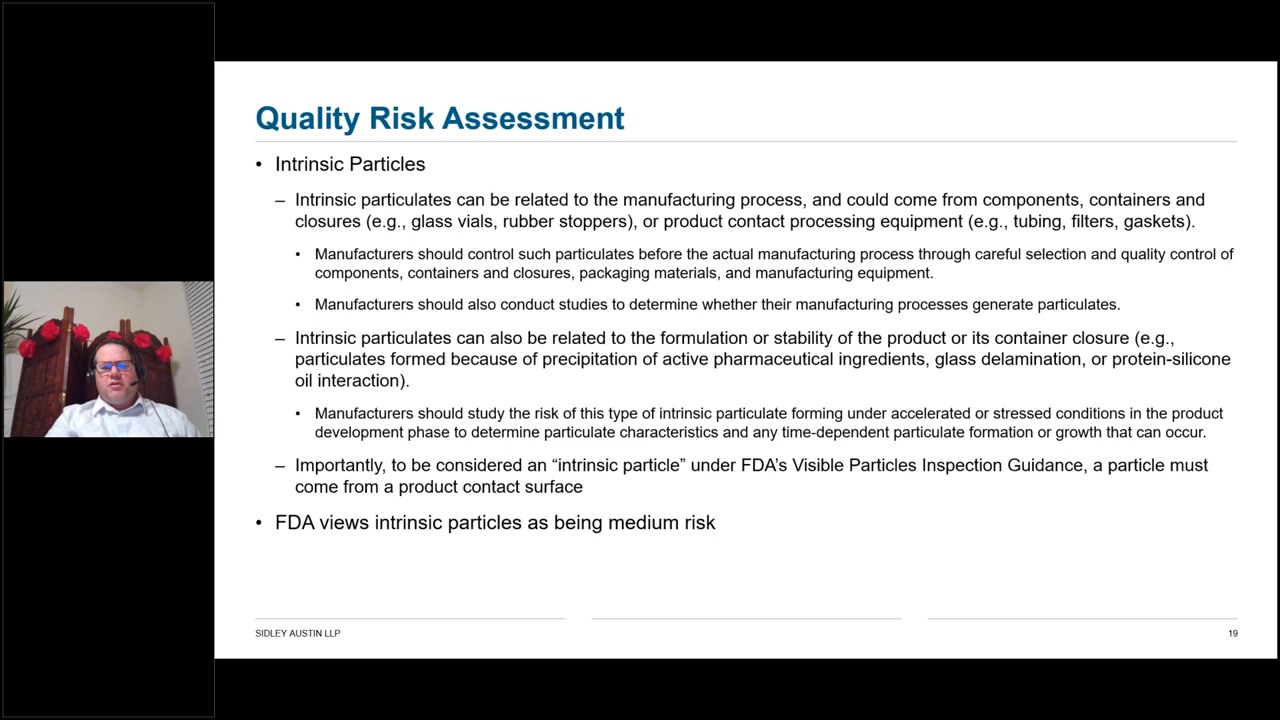 Quality Risk Assessment
• Intrinsic Particles
– Intrinsic particulates can be related to the manufacturing process, and could come from components, containers and
closures (e.g., glass vials, rubber stoppers), or product contact processing equipment (e.g., tubing, filters, gaskets).
• Manufacturers should control such particulates before the actual manufacturing process through careful selection and quality control of
components, containers and closures, packaging materials, and manufacturing equipment.
• Manufacturers should also conduct studies to determine whether their manufacturing processes generate particulates.
– Intrinsic particulates can also be related to the formulation or stability of the product or its container closure (e.g.,
particulates formed because of precipitation of active pharmaceutical ingredients, glass delamination, or protein-silicone
oil interaction).
• Manufacturers should study the risk of this type of intrinsic particulate forming under accelerated or stressed conditions in the product
development phase to determine particulate characteristics and any time-dependent particulate formation or growth that can occur.
– Importantly, to be considered an “intrinsic particle” under FDA’s Visible Particles Inspection Guidance, a particle must
come from a product contact surface
• FDA views intrinsic particles as being medium risk
SIDLEY AUSTIN LLP
19